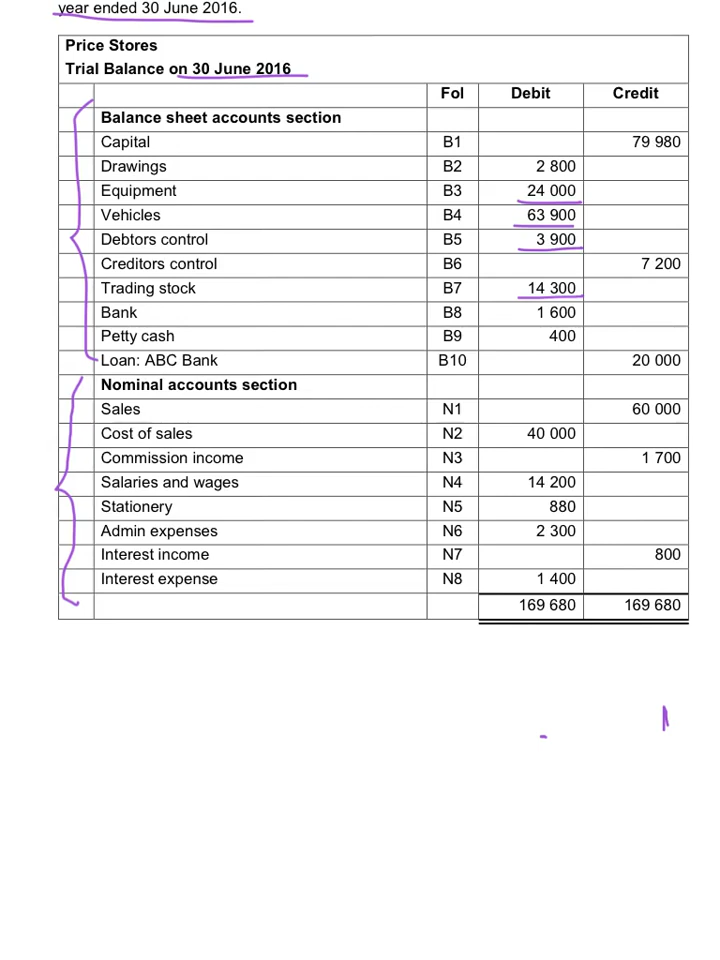 year ended 30 June 2016.
Price Stores
Trial Balance on 30 June 2016
Fol Debit Credit
Balance sheet accounts section
Capital B1 79 980
Drawings B2 2 800
Equipment B3 24 000
Vehicles B4 63 900
Debtors control B5 3 900
Creditors control B6 7 200
Trading stock B7 14 300
Bank B8 1 600
Petty cash B9 400
Loan: ABC Bank B10 20 000
Nominal accounts section
Sales N1 60 000
Cost of sales N2 40 000
Commission income N3 1 700
Salaries and wages N4 14 200
Stationery N5 880
Admin expenses N6 2 300
Interest income N7 800
Interest expense N8 1 400
169 680 169 680